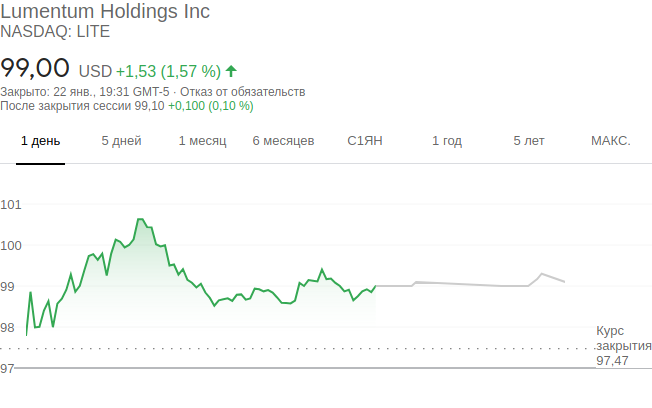 Lumentum Holdings Inc
NASDAQ: LITE
99,00 USD +1,53 (1,57 %)
Закрыто: 22 янв., 19:31 GMT-5 · Отказ от обязательств
После закрытия сессии 99,10 +0,100 (0,10 %)
1 день 5 дней 1 месяц 6 месяцев С1ЯН 1 год 5 лет МАКС.
101
100
99
98
97
Курс
закрытия
97,47